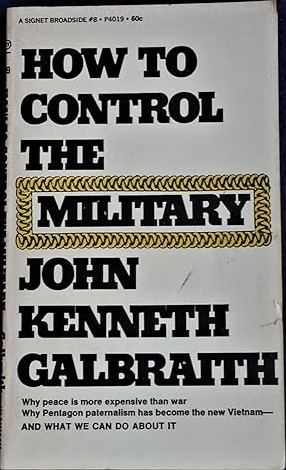 A SIGNET BROADSIDE #8 • P4019 • 60c
HOW TO
CONTROL
THE
MILITARY
JOHN
KENNETH
GALBRAITH
Why peace is more expensive than war
Why Pentagon paternalism has become the new Vietnam—
AND WHAT WE CAN DO ABOUT IT